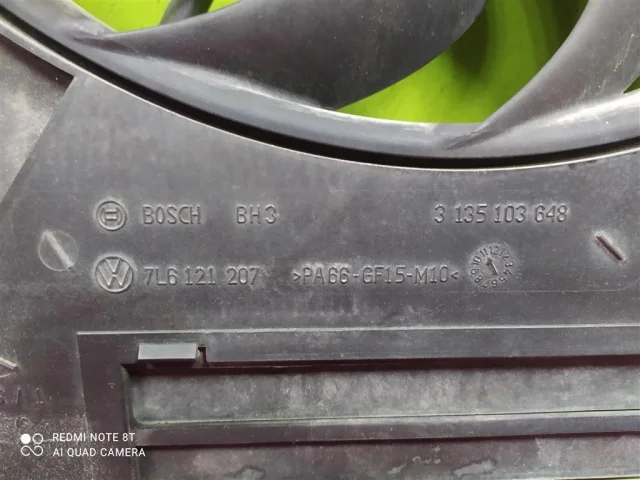 BOSCH BH3 3 135 103 648
7L6 121 207 >PA66-GF15-M10<
REDMI NOTE 8T
AI QUAD CAMERA